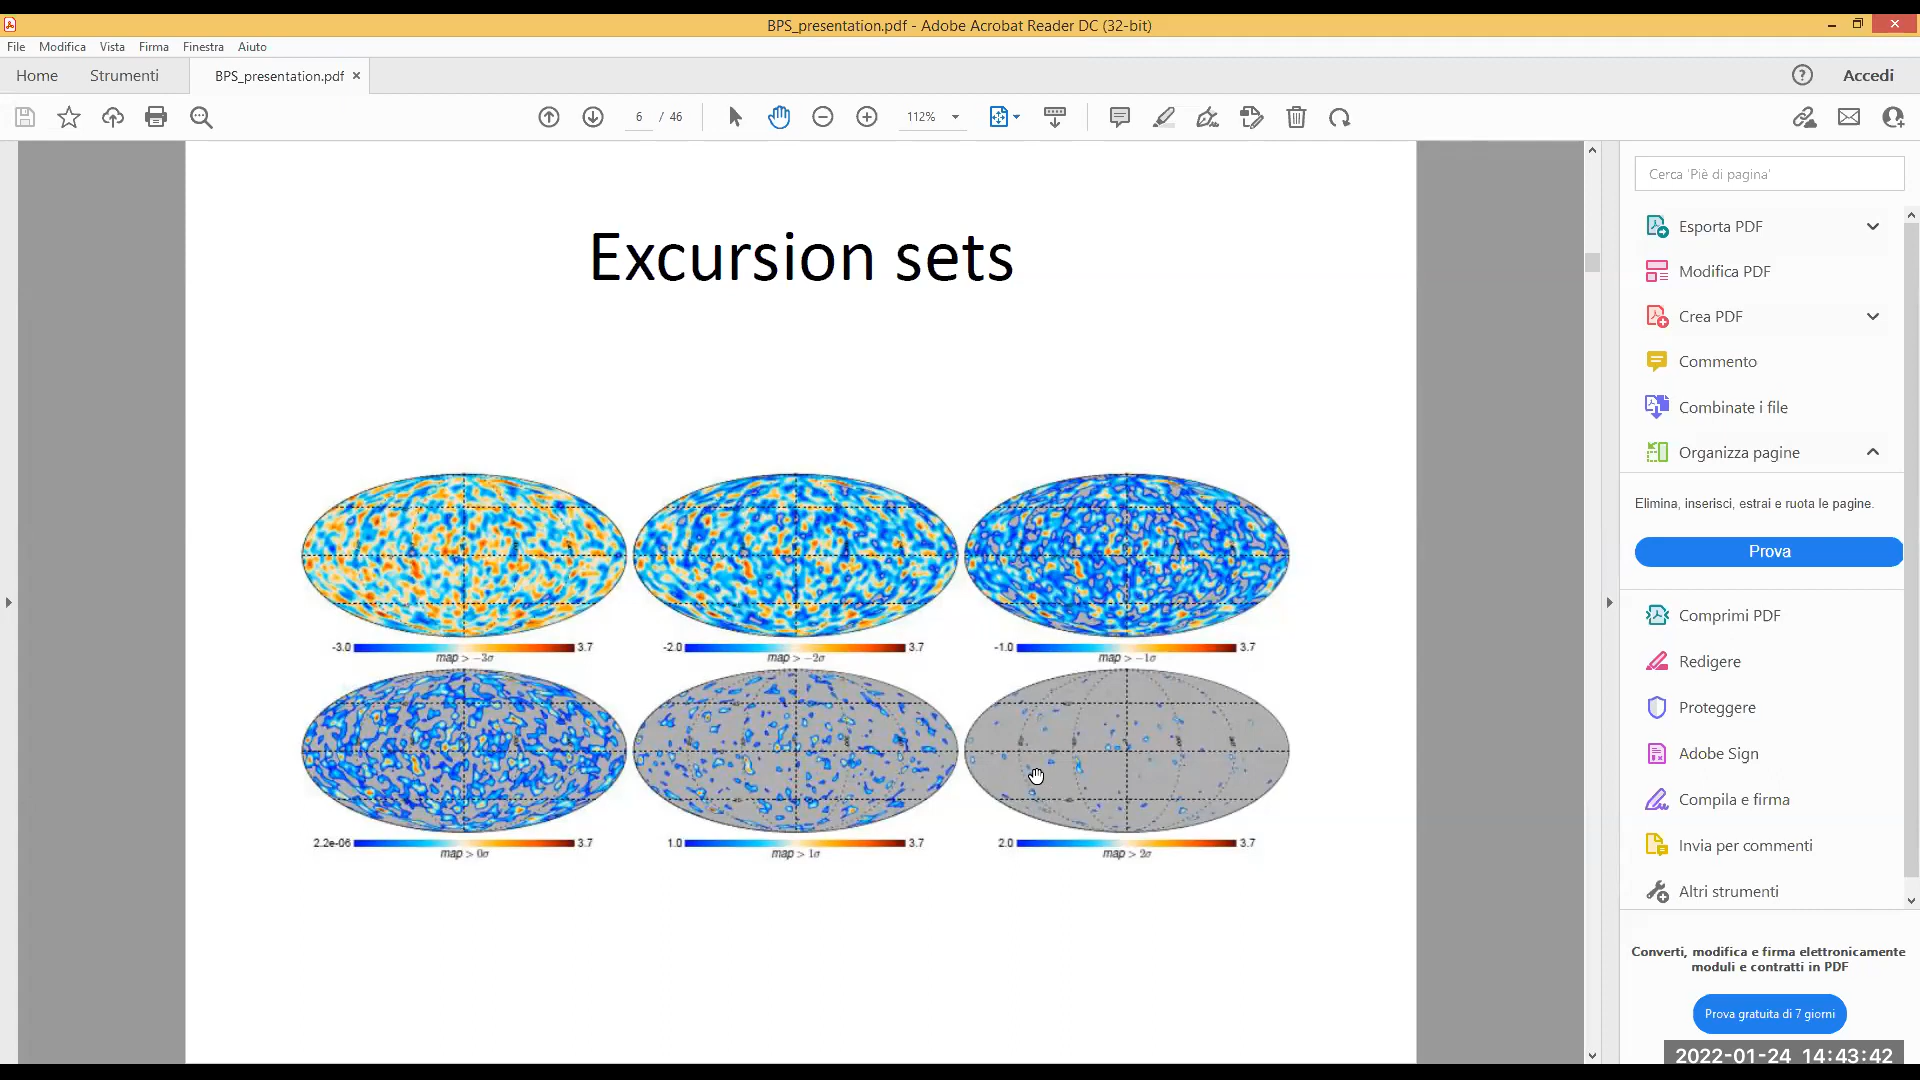 BPS_presentation.pdf - Adobe Acrobat Reader DC (32-bit)
File Modifica Vista Firma Finestra Aiuto
Home Strumenti BPS_presentation.pdf Accedi
6 / 46 112%
Excursion sets
-3.0 3.7
map > −3σ
-2.0 3.7
map > −2σ
-1.0 3.7
map > −1σ
2.2e-06 3.7
map > 0σ
1.0 3.7
map > 1σ
2.0 3.7
map > 2σ
Cerca 'Piè di pagina'
Esporta PDF
Modifica PDF
Crea PDF
Commento
Combinate i file
Organizza pagine
Elimina, inserisci, estrai e ruota le pagine.
Prova
Comprimi PDF
Redigere
Proteggere
Adobe Sign
Compila e firma
Invia per commenti
Altri strumenti
Converti, modifica e firma elettronicamente
moduli e contratti in PDF
Prova gratuita di 7 giorni
2022-01-24 14:43:42